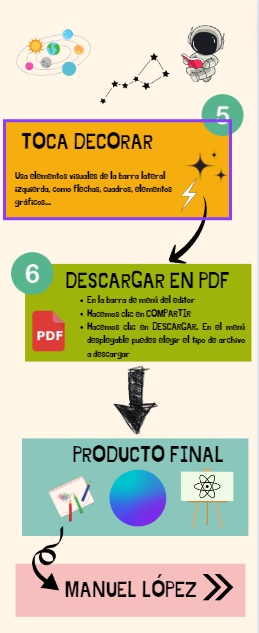 5
TOCA DECORAR
Usa elementos visuales de la barra lateral
izquierda, como flechas, cuadros, elementos
gráficos...
6
DESCARGAR EN PDF
PDF
• En la barra de menú del editor
• Hacemos clic en COMPARTIR
• Hacemos clic en DESCARGAR. En el menú
desplegable puedes elegir el tipo de archivo
a descargar
PRODUCTO FINAL
MANUEL LÓPEZ